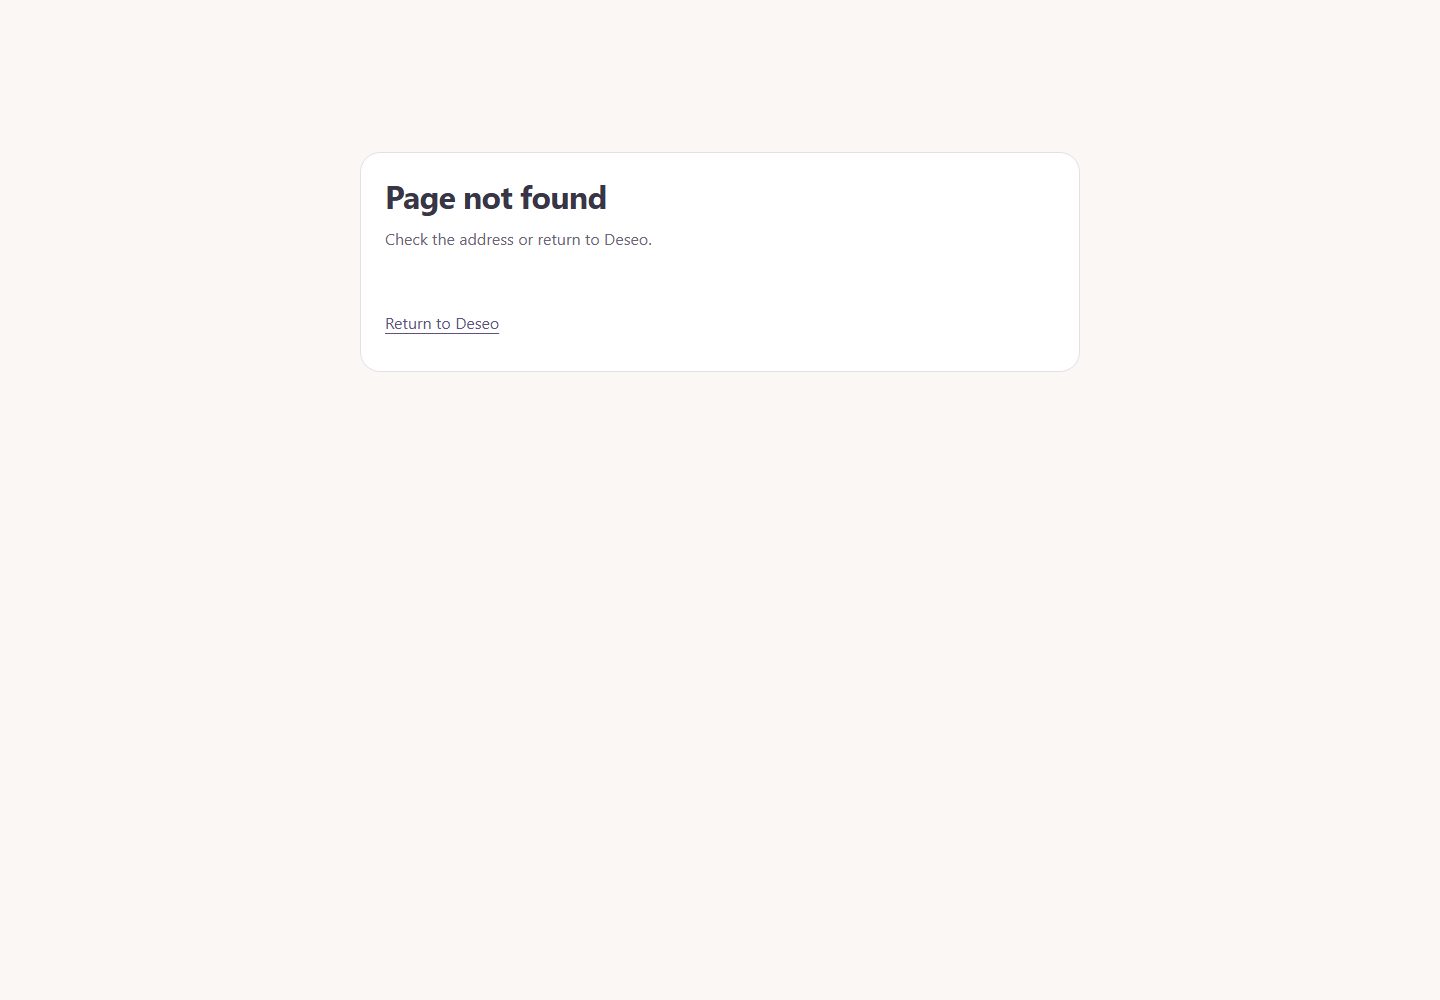 Page not found
Check the address or return to Deseo.
Return to Deseo